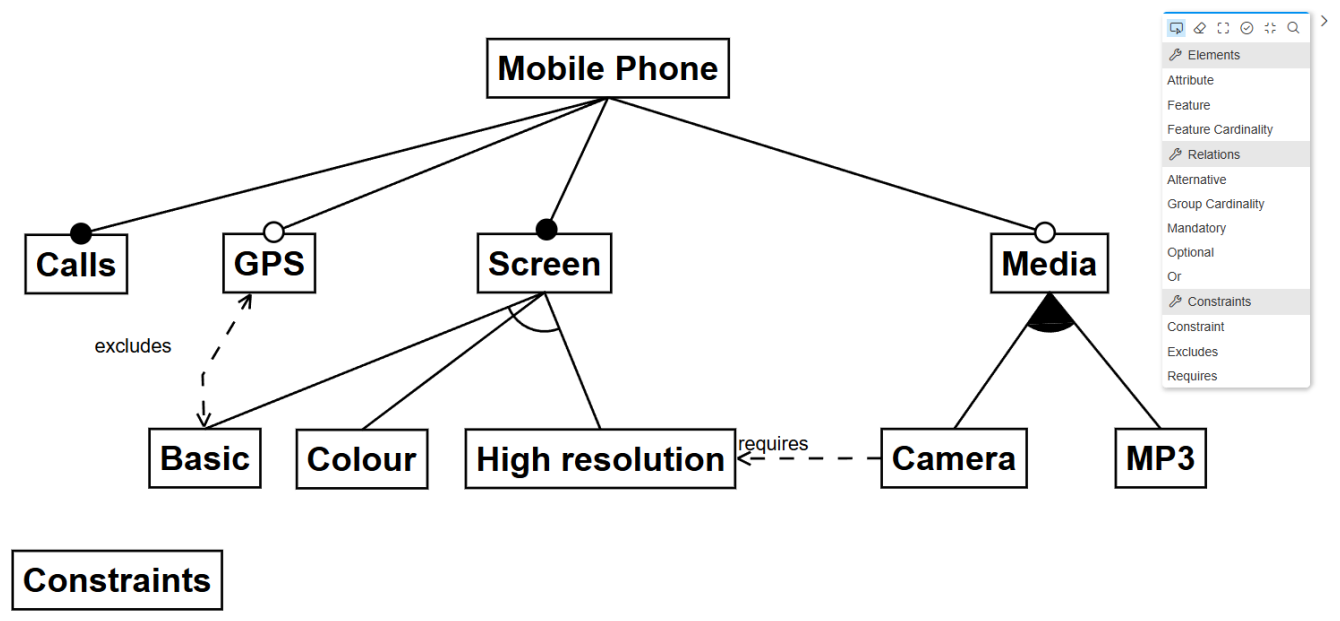 Mobile Phone
Calls
GPS
Screen
Media
excludes
Basic
Colour
High resolution
requires
Camera
MP3
Constraints
Elements
Attribute
Feature
Feature Cardinality
Relations
Alternative
Group Cardinality
Mandatory
Optional
Or
Constraints
Constraint
Excludes
Requires